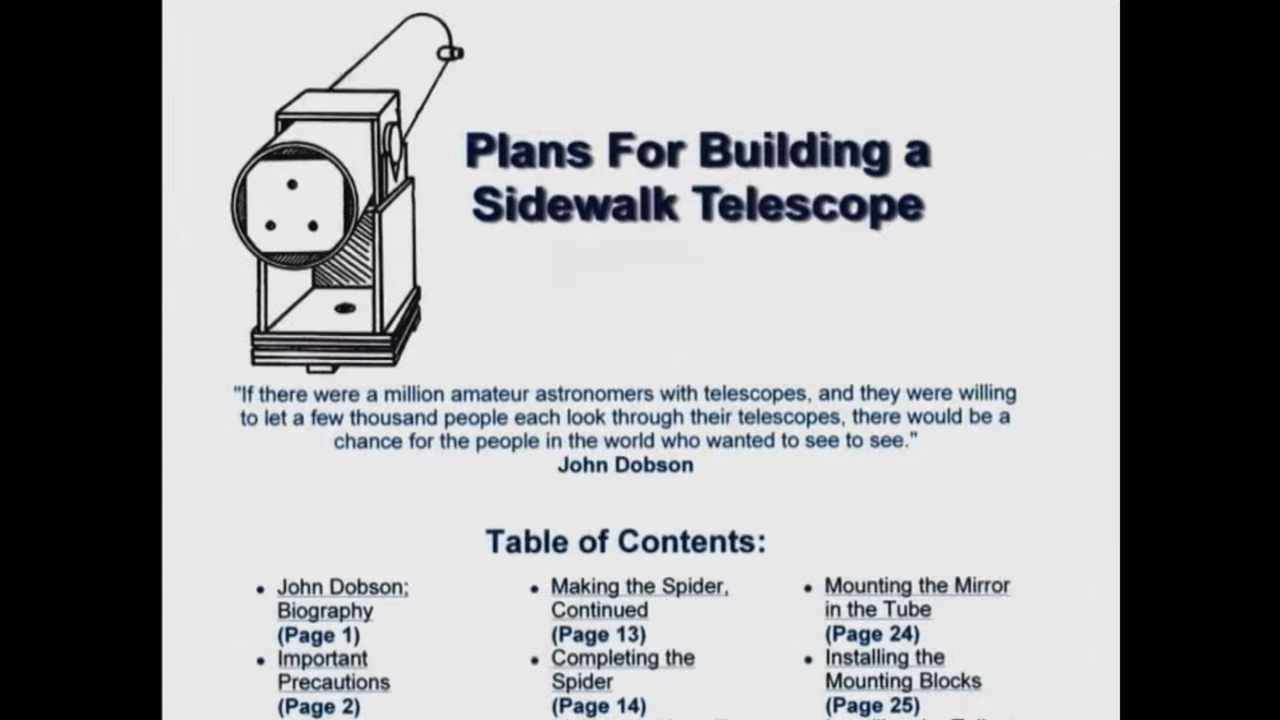 Plans For Building a
Sidewalk Telescope
"If there were a million amateur astronomers with telescopes, and they were willing
to let a few thousand people each look through their telescopes, there would be a
chance for the people in the world who wanted to see to see."
John Dobson
Table of Contents:
John Dobson;
Biography
(Page 1)
Important
Precautions
(Page 2)
Making the Spider,
Continued
(Page 13)
Completing the
Spider
(Page 14)
Mounting the Mirror
in the Tube
(Page 24)
Installing the
Mounting Blocks
(Page 25)